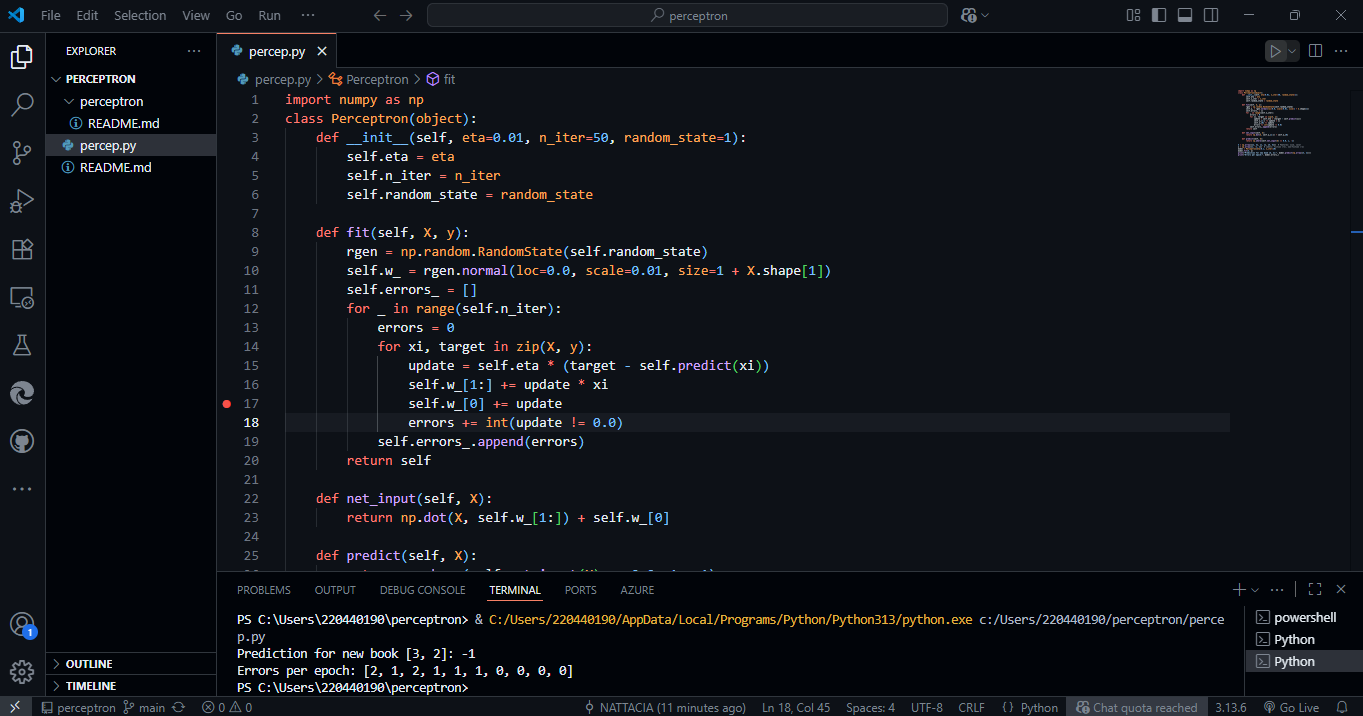 File Edit Selection View Go Run ··· perceptron
EXPLORER ···
PERCEPTRON
perceptron
README.md
percep.py
README.md
OUTLINE
TIMELINE
percep.py
percep.py > Perceptron > fit
1 import numpy as np
2 class Perceptron(object):
3 def __init__(self, eta=0.01, n_iter=50, random_state=1):
4 self.eta = eta
5 self.n_iter = n_iter
6 self.random_state = random_state
7
8 def fit(self, X, y):
9 rgen = np.random.RandomState(self.random_state)
10 self.w_ = rgen.normal(loc=0.0, scale=0.01, size=1 + X.shape[1])
11 self.errors_ = []
12 for _ in range(self.n_iter):
13 errors = 0
14 for xi, target in zip(X, y):
15 update = self.eta * (target - self.predict(xi))
16 self.w_[1:] += update * xi
17 self.w_[0] += update
18 errors += int(update != 0.0)
19 self.errors_.append(errors)
20 return self
21
22 def net_input(self, X):
23 return np.dot(X, self.w_[1:]) + self.w_[0]
24
25 def predict(self, X):
PROBLEMS OUTPUT DEBUG CONSOLE TERMINAL PORTS AZURE
PS C:\Users\220440190\perceptron> & C:/Users/220440190/AppData/Local/Programs/Python/Python313/python.exe c:/Users/220440190/perceptron/perce
p.py
Prediction for new book [3, 2]: -1
Errors per epoch: [2, 1, 2, 1, 1, 1, 0, 0, 0, 0]
PS C:\Users\220440190\perceptron>
powershell
Python
Python
1
perceptron main 0 0 NATTACIA (11 minutes ago) Ln 18, Col 45 Spaces: 4 UTF-8 CRLF {} Python Chat quota reached 3.13.6 Go Live